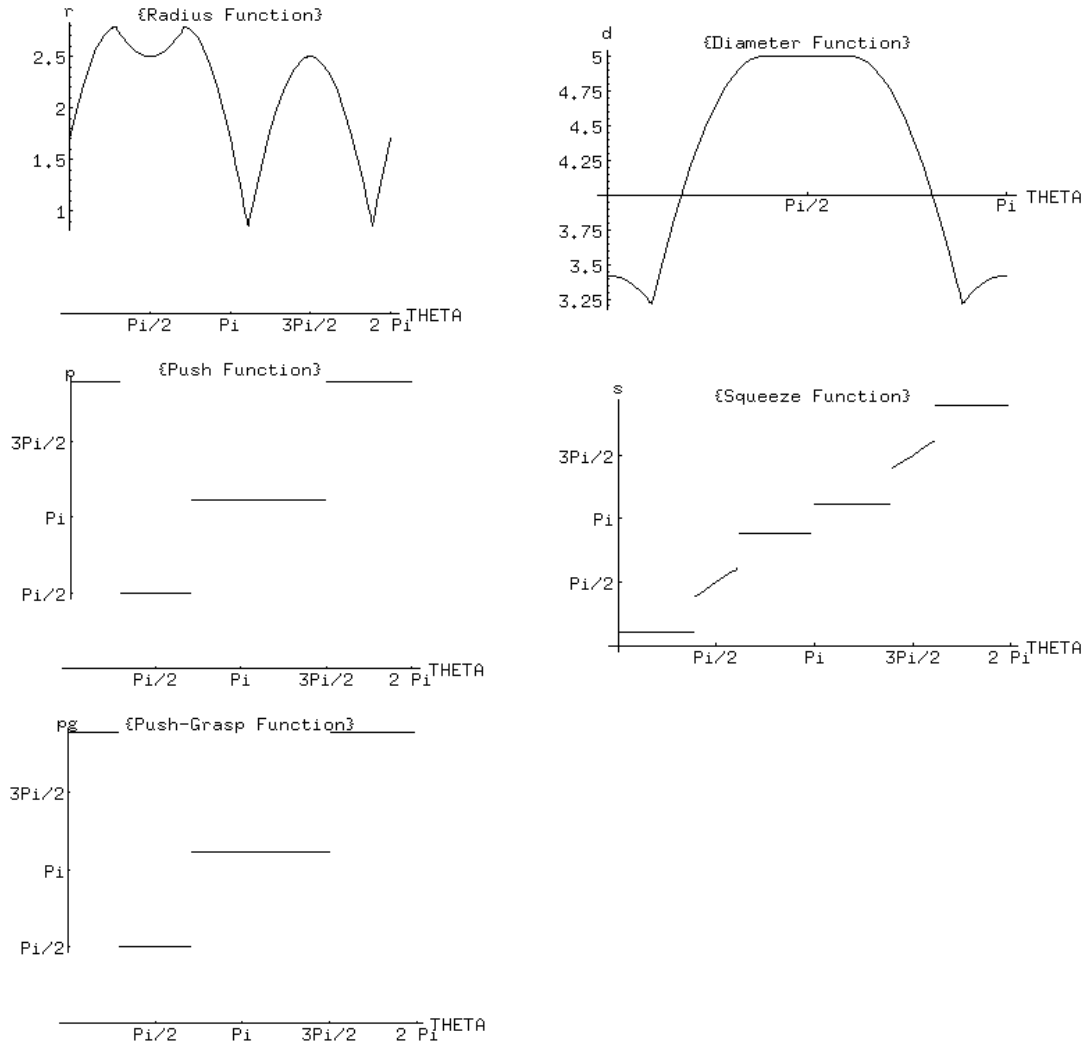 r
{Radius Function}
2.5
2
1.5
1
Pi/2 Pi 3Pi/2 2 Pi THETA
d
{Diameter Function}
5
4.75
4.5
4.25
Pi/2 Pi THETA
3.75
3.5
3.25
p
{Push Function}
3Pi/2
Pi
Pi/2
Pi/2 Pi 3Pi/2 2 Pi THETA
s
{Squeeze Function}
3Pi/2
Pi
Pi/2
Pi/2 Pi 3Pi/2 2 Pi THETA
pg
{Push-Grasp Function}
3Pi/2
Pi
Pi/2
Pi/2 Pi 3Pi/2 2 Pi THETA